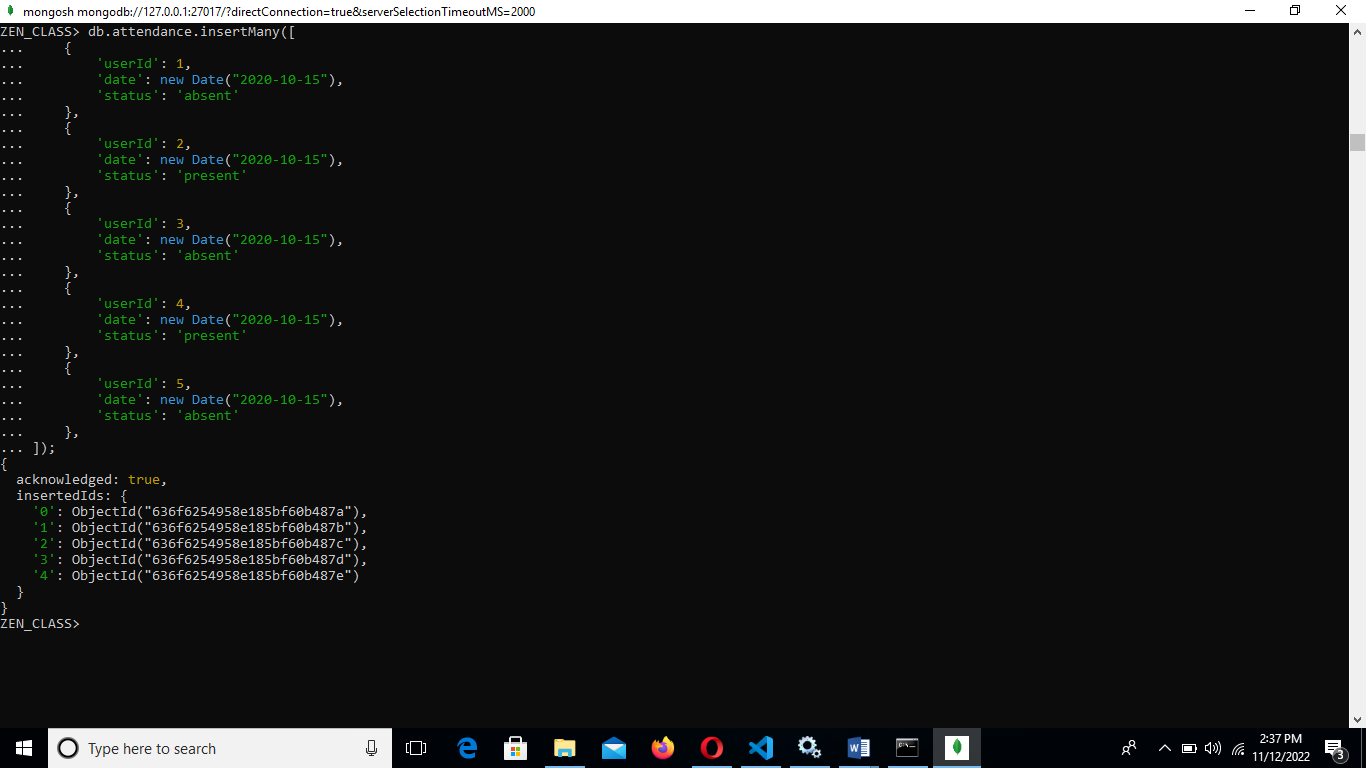 mongosh mongodb://127.0.0.1:27017/?directConnection=true&serverSelectionTimeoutMS=2000
ZEN_CLASS> db.attendance.insertMany([
...     {
...         'userId': 1,
...         'date': new Date("2020-10-15"),
...         'status': 'absent'
...     },
...     {
...         'userId': 2,
...         'date': new Date("2020-10-15"),
...         'status': 'present'
...     },
...     {
...         'userId': 3,
...         'date': new Date("2020-10-15"),
...         'status': 'absent'
...     },
...     {
...         'userId': 4,
...         'date': new Date("2020-10-15"),
...         'status': 'present'
...     },
...     {
...         'userId': 5,
...         'date': new Date("2020-10-15"),
...         'status': 'absent'
...     },
... ]);
{
  acknowledged: true,
  insertedIds: {
    '0': ObjectId("636f6254958e185bf60b487a"),
    '1': ObjectId("636f6254958e185bf60b487b"),
    '2': ObjectId("636f6254958e185bf60b487c"),
    '3': ObjectId("636f6254958e185bf60b487d"),
    '4': ObjectId("636f6254958e185bf60b487e")
  }
}
ZEN_CLASS>
Type here to search
2:37 PM
11/12/2022
3